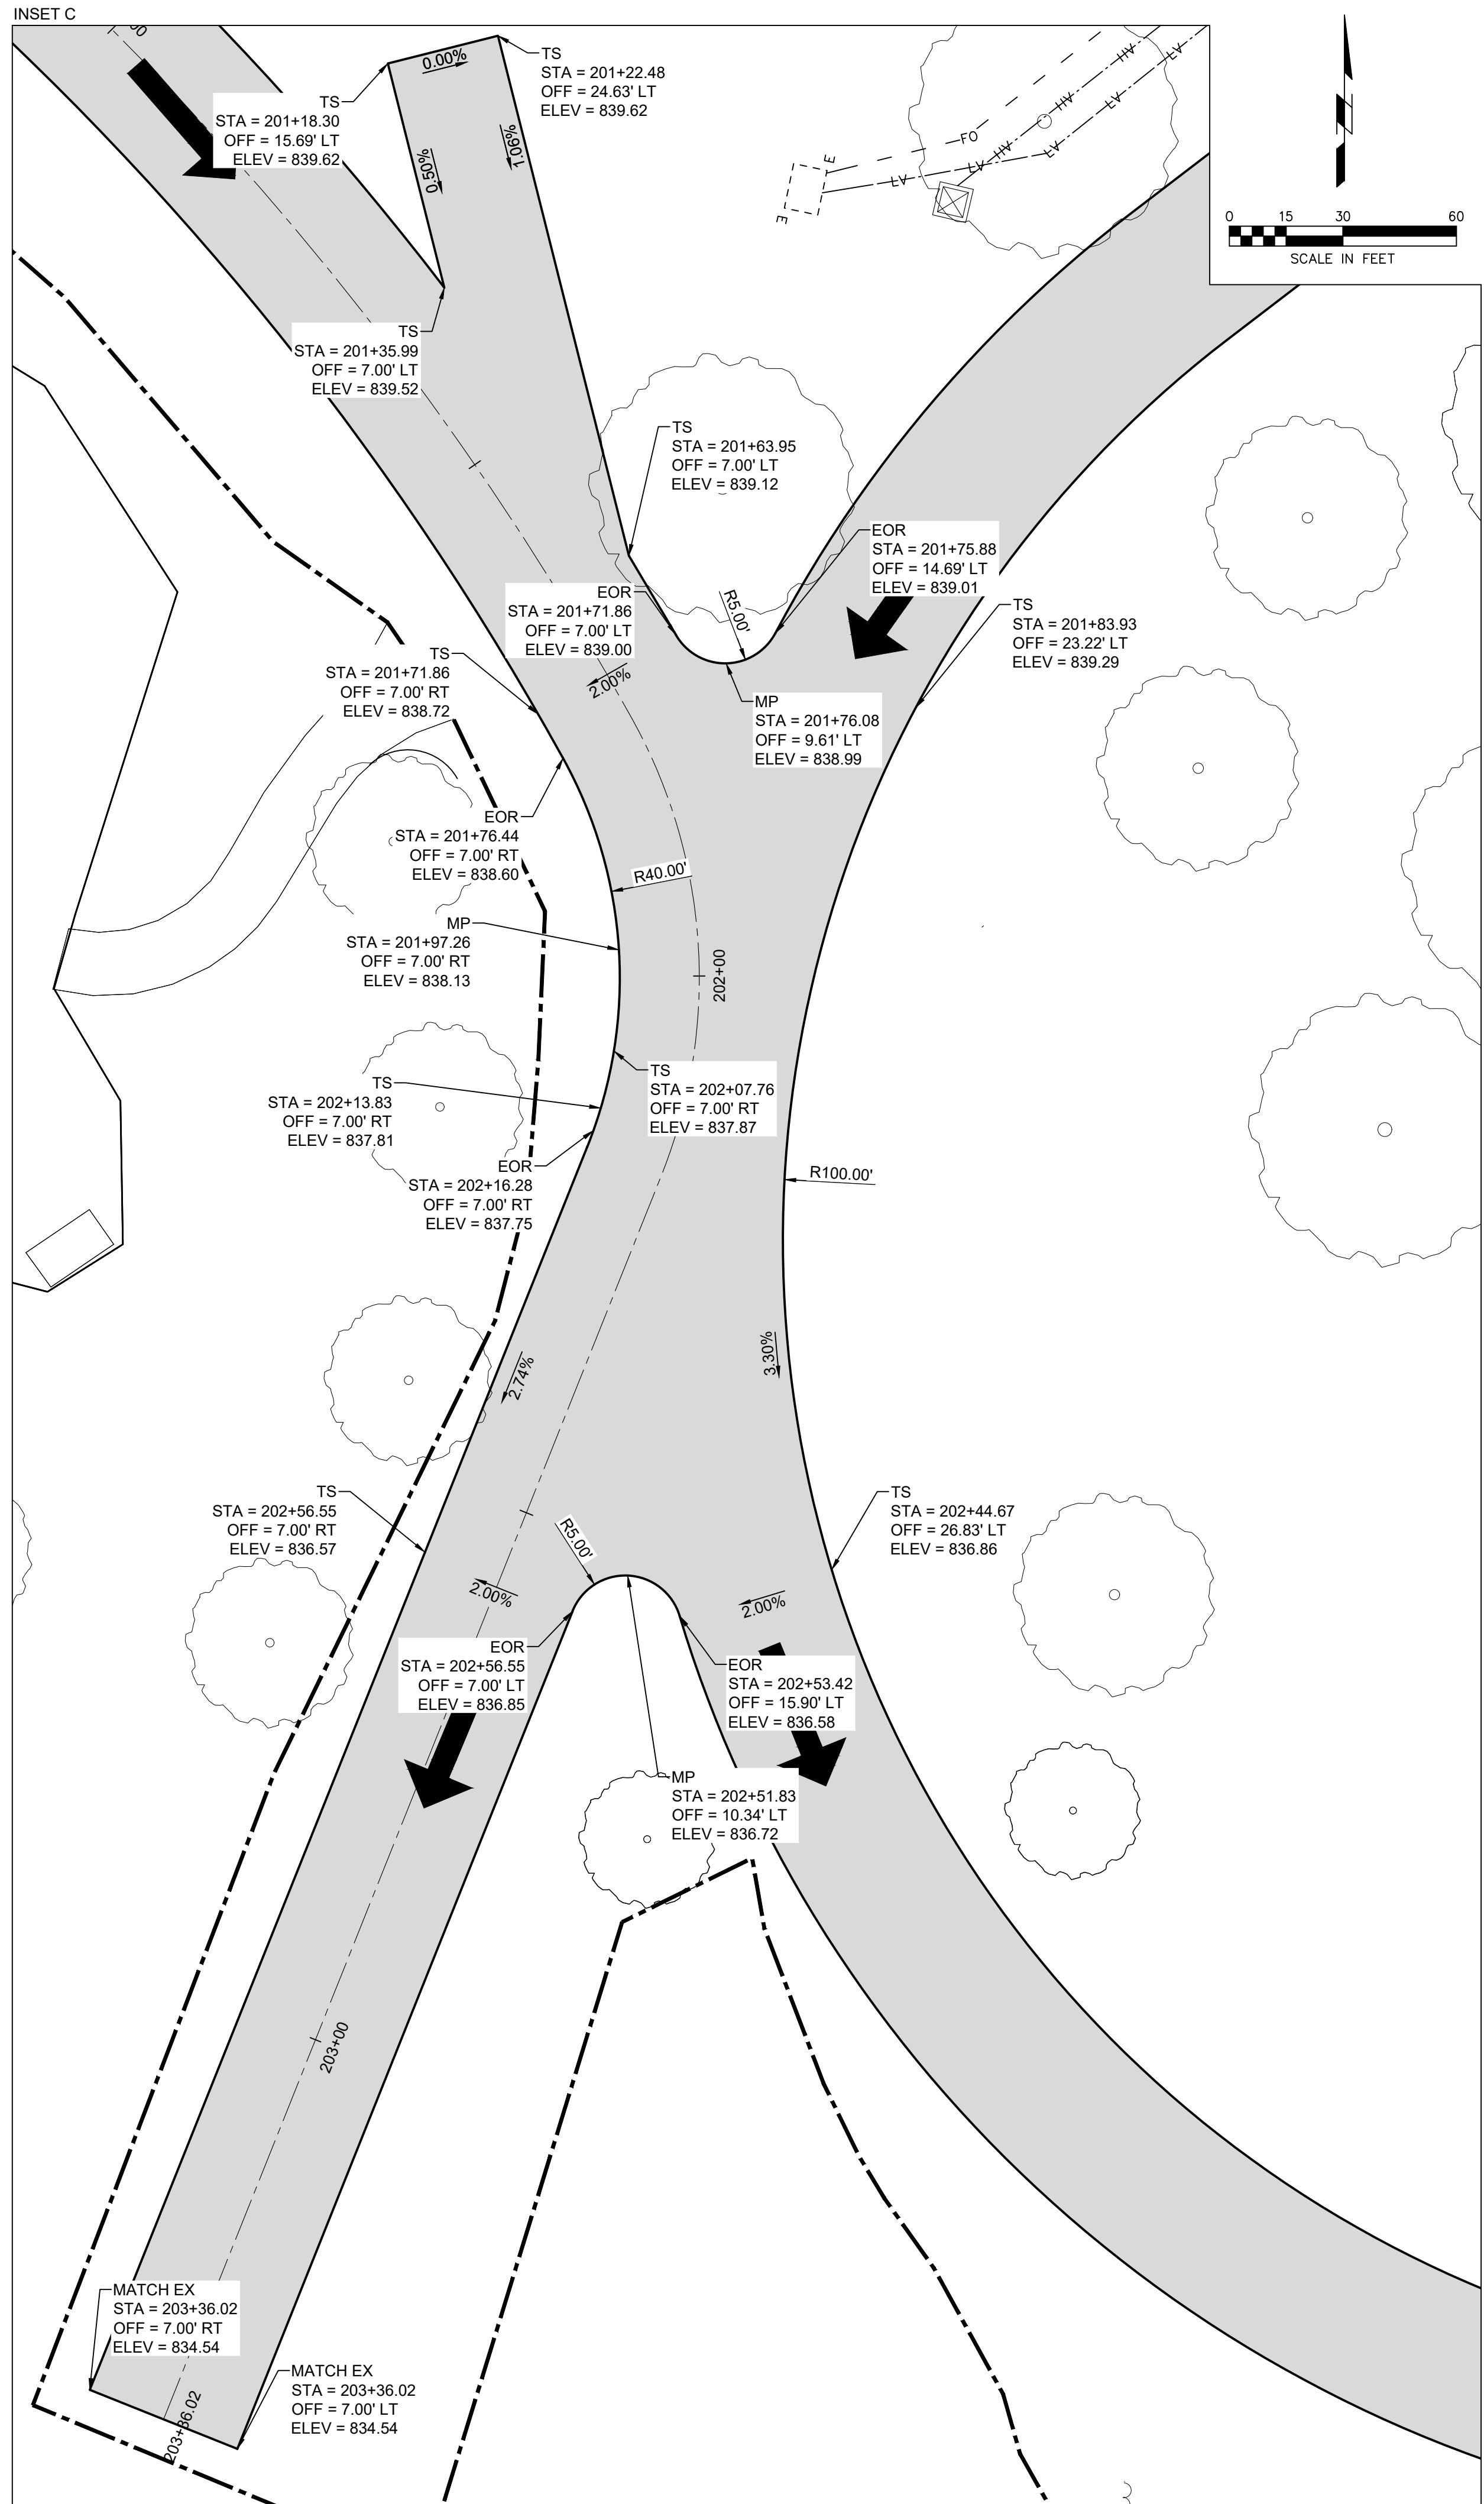 INSET C
00
TS
STA = 201+18.30
OFF = 15.69' LT
ELEV = 839.62
0.00%
TS
STA = 201+22.48
OFF = 24.63' LT
ELEV = 839.62
0.50%
1.06%
E
E
FO
HV
HV
HV
LV
LV
LV
LV
LV
0 15 30 60
SCALE IN FEET
TS
STA = 201+35.99
OFF = 7.00' LT
ELEV = 839.52
TS
STA = 201+63.95
OFF = 7.00' LT
ELEV = 839.12
EOR
STA = 201+75.88
OFF = 14.69' LT
ELEV = 839.01
EOR
STA = 201+71.86
OFF = 7.00' LT
ELEV = 839.00
R5.00'
TS
STA = 201+83.93
OFF = 23.22' LT
ELEV = 839.29
TS
STA = 201+71.86
OFF = 7.00' RT
ELEV = 838.72
2.00%
MP
STA = 201+76.08
OFF = 9.61' LT
ELEV = 838.99
EOR
STA = 201+76.44
OFF = 7.00' RT
ELEV = 838.60
R40.00'
MP
STA = 201+97.26
OFF = 7.00' RT
ELEV = 838.13
202+00
TS
STA = 202+13.83
OFF = 7.00' RT
ELEV = 837.81
TS
STA = 202+07.76
OFF = 7.00' RT
ELEV = 837.87
EOR
STA = 202+16.28
OFF = 7.00' RT
ELEV = 837.75
R100.00'
2.74%
3.30%
TS
STA = 202+56.55
OFF = 7.00' RT
ELEV = 836.57
R5.00'
TS
STA = 202+44.67
OFF = 26.83' LT
ELEV = 836.86
2.00%
2.00%
EOR
STA = 202+56.55
OFF = 7.00' LT
ELEV = 836.85
EOR
STA = 202+53.42
OFF = 15.90' LT
ELEV = 836.58
MP
STA = 202+51.83
OFF = 10.34' LT
ELEV = 836.72
203+00
MATCH EX
STA = 203+36.02
OFF = 7.00' RT
ELEV = 834.54
MATCH EX
STA = 203+36.02
OFF = 7.00' LT
ELEV = 834.54
203+36.02